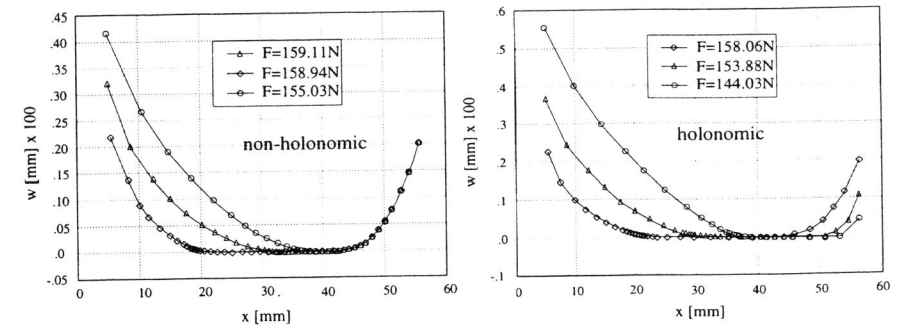 .45
.40
.35
.30
.25
.20
.15
.10
.05
.0
-.05
w [mm] x 100
F=159.11N
F=158.94N
F=155.03N
non-holonomic
0 10 20 30 40 50 60
x [mm]
.6
.5
.4
.3
.2
.1
.0
-.1
w [mm] x 100
F=158.06N
F=153.88N
F=144.03N
holonomic
0 10 20 30 40 50 60
x [mm]